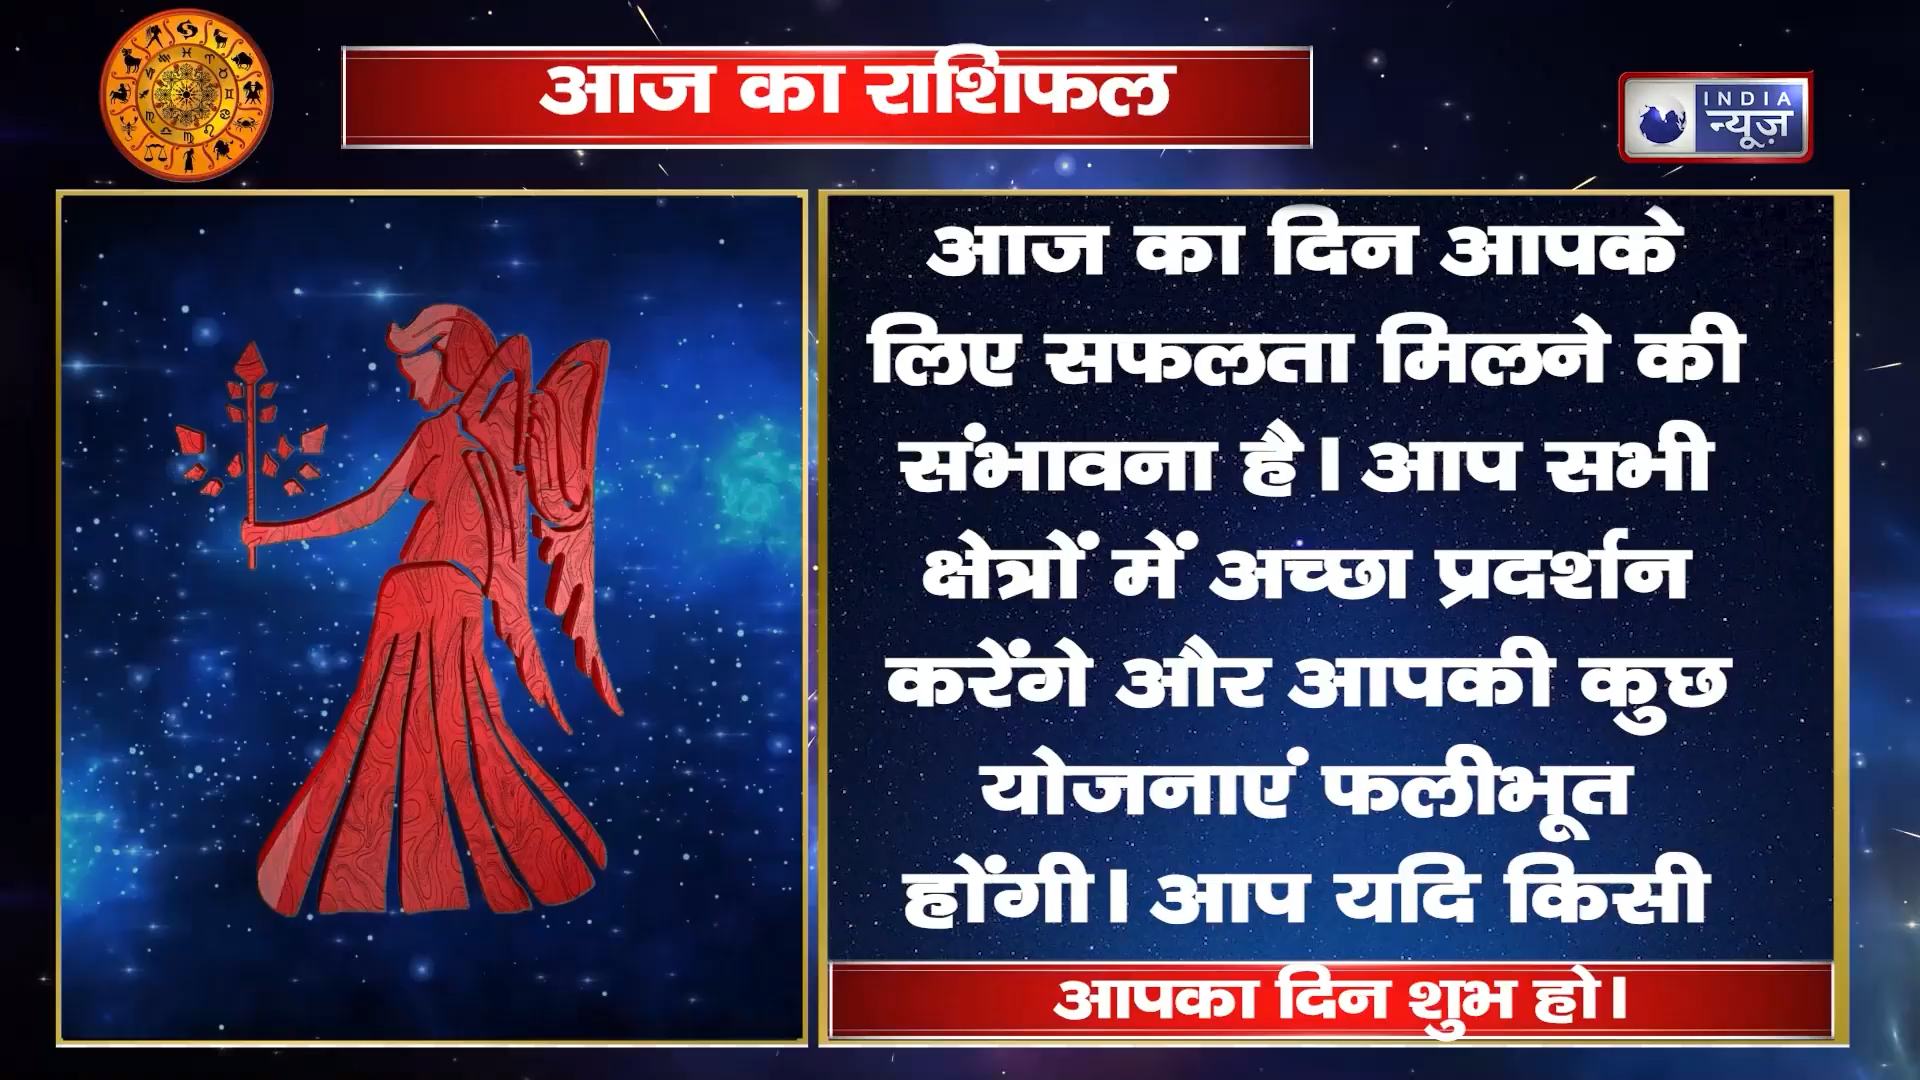 आज का राशिफल
INDIA
न्यूज़
आज का दिन आपके
लिए सफलता मिलने की
संभावना है। आप सभी
क्षेत्रों में अच्छा प्रदर्शन
करेंगे और आपकी कुछ
योजनाएं फलीभूत
होंगी। आप यदि किसी
आपका दिन शुभ हो।